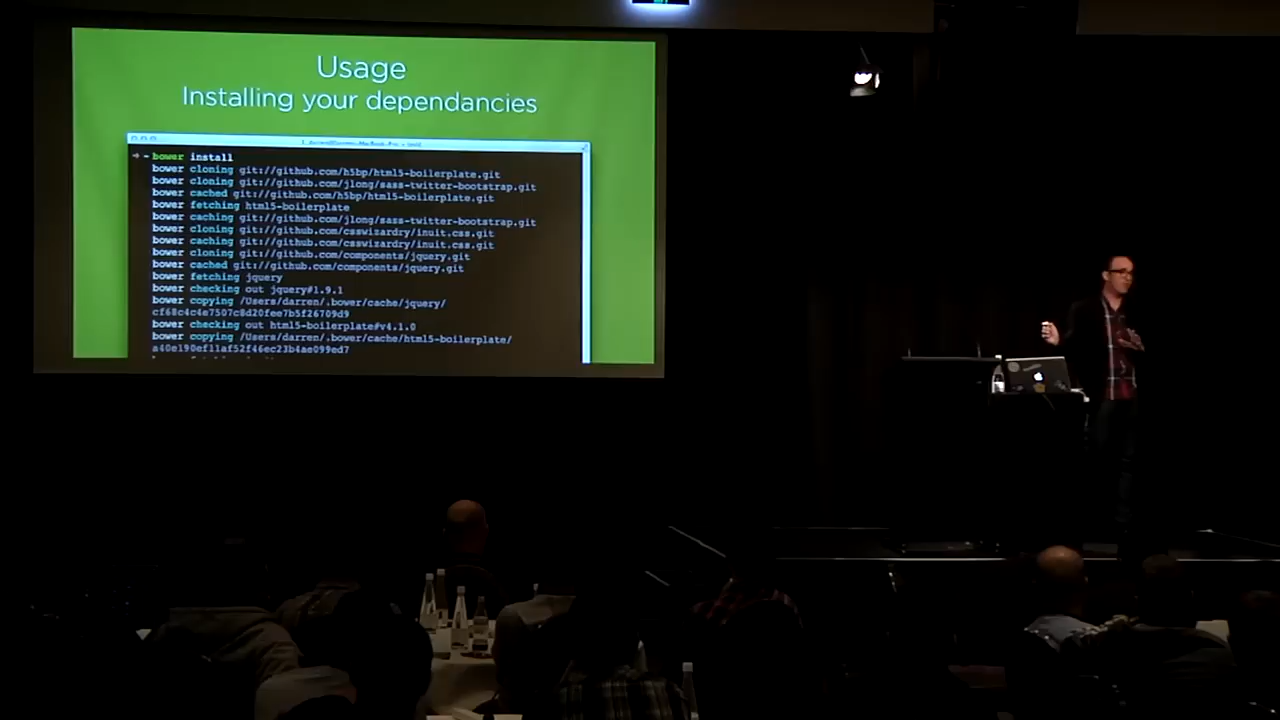 Usage
Installing your dependancies
bower install
bower cloning git://github.com/h5bp/html5-boilerplate.git
bower cloning git://github.com/jlong/sass-twitter-bootstrap.git
bower cached git://github.com/h5bp/html5-boilerplate.git
bower fetching html5-boilerplate
bower caching git://github.com/jlong/sass-twitter-bootstrap.git
bower cloning git://github.com/csswizardry/inuit.css.git
bower caching git://github.com/csswizardry/inuit.css.git
bower cloning git://github.com/components/jquery.git
bower cached git://github.com/components/jquery.git
bower fetching jquery
bower checking out jquery#1.9.1
bower copying /Users/darren/.bower/cache/jquery/
cf68c4c4e7507c8d20fee7b5f26709d9
bower checking out html5-boilerplate#v4.1.0
bower copying /Users/darren/.bower/cache/html5-boilerplate/
a40e190ef11af52f46ec23b4ae099ed7